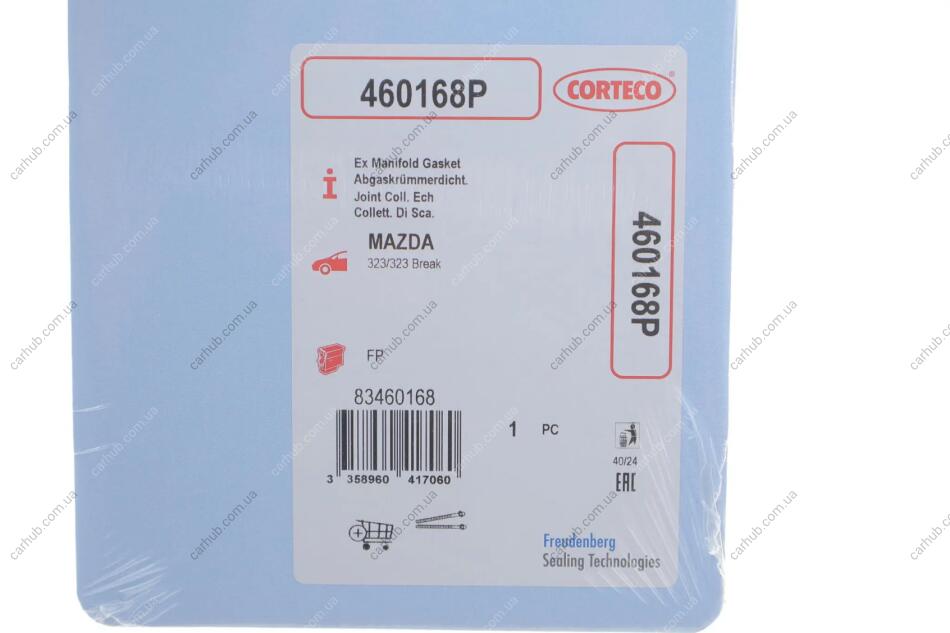 460168P
CORTECO®
Ex Manifold Gasket
Abgaskrümmerdicht.
Joint Coll. Ech
Collett. Di Sca.
MAZDA
323/323 Break
460168P
FP
83460168
1 PC
3 358960 417060
40/24
EAC
Freudenberg
Sealing Technologies
carhub.com.ua